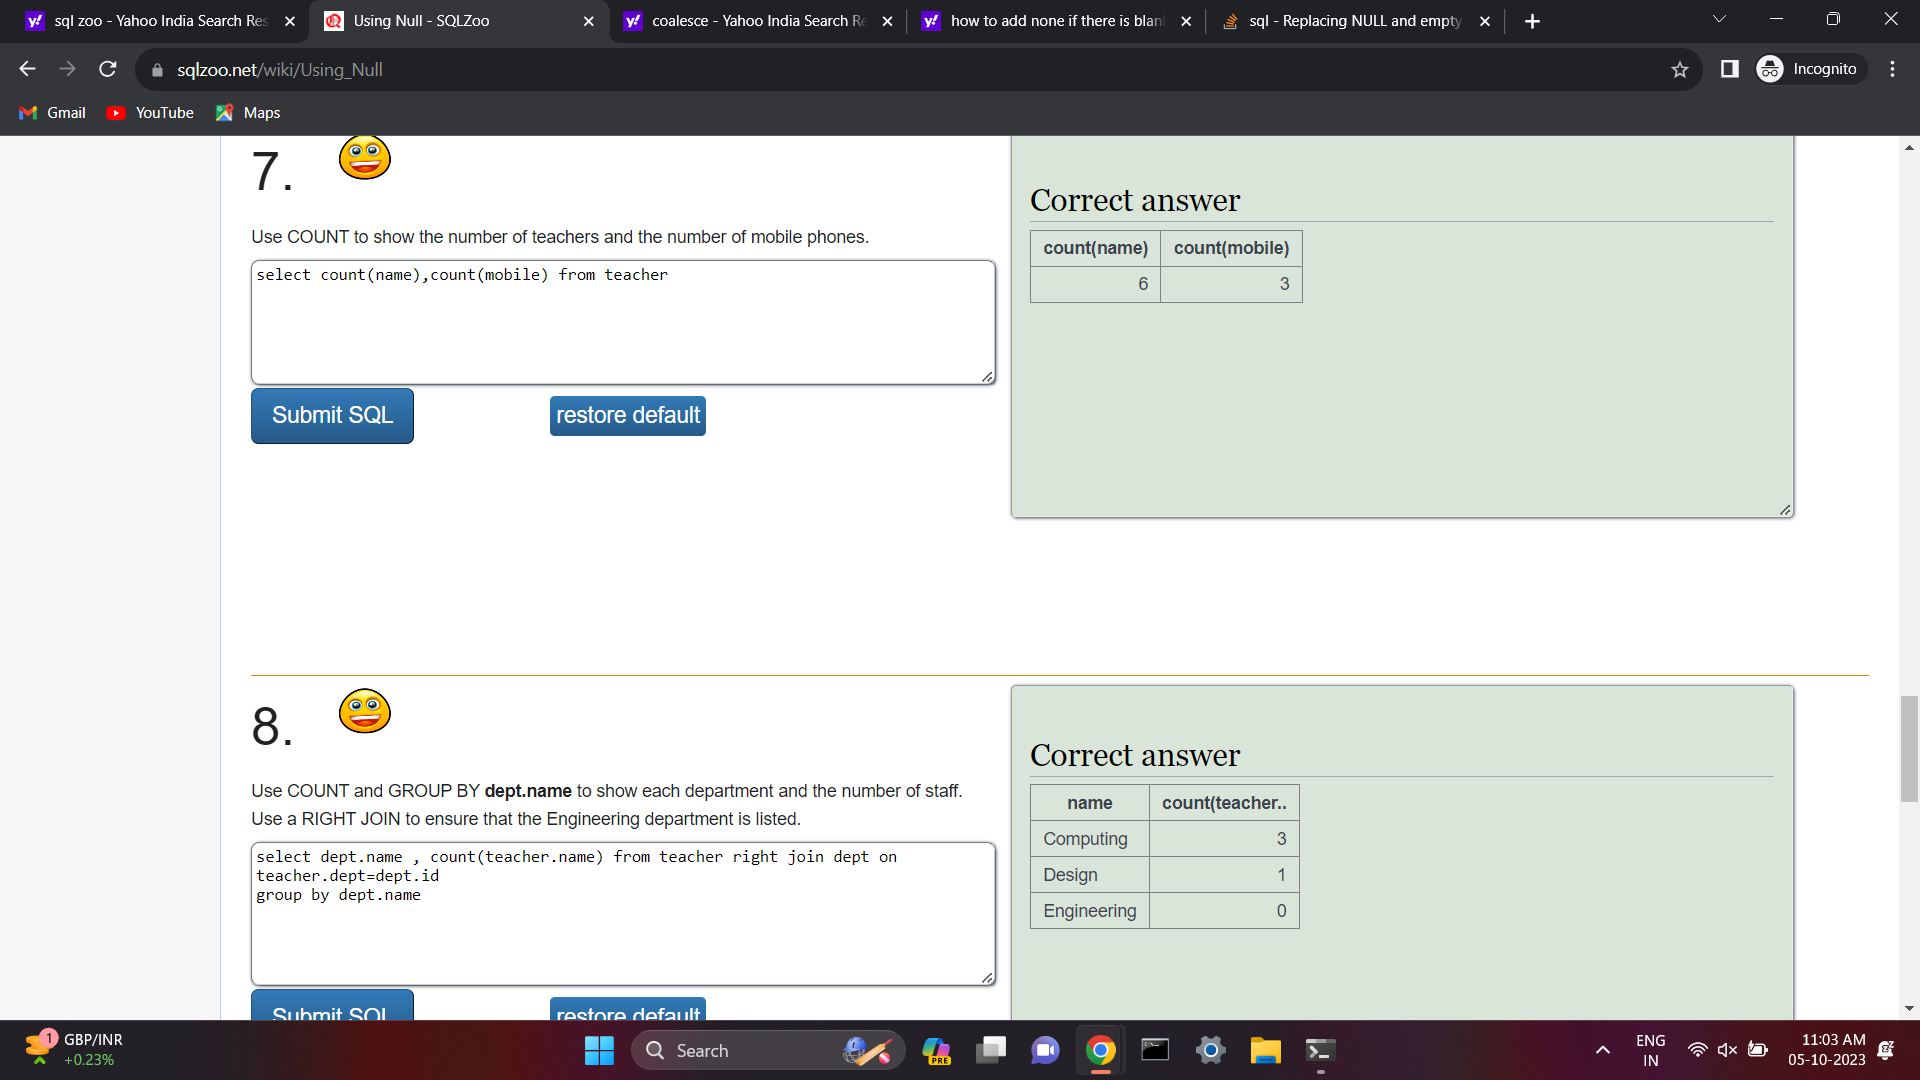 sql zoo - Yahoo India Search Res
Using Null - SQLZoo
coalesce - Yahoo India Search Re
how to add none if there is blan
sql - Replacing NULL and empty
sqlzoo.net/wiki/Using_Null
Incognito
Gmail
YouTube
Maps
7.
Use COUNT to show the number of teachers and the number of mobile phones.
select count(name),count(mobile) from teacher
Submit SQL
restore default
Correct answer
count(name) count(mobile)
6 3
8.
Use COUNT and GROUP BY dept.name to show each department and the number of staff.
Use a RIGHT JOIN to ensure that the Engineering department is listed.
select dept.name , count(teacher.name) from teacher right join dept on
teacher.dept=dept.id
group by dept.name
Submit SQL
restore default
Correct answer
name count(teacher..
Computing 3
Design 1
Engineering 0
1
GBP/INR
+0.23%
Search
PRE
ENG
IN
11:03 AM
05-10-2023